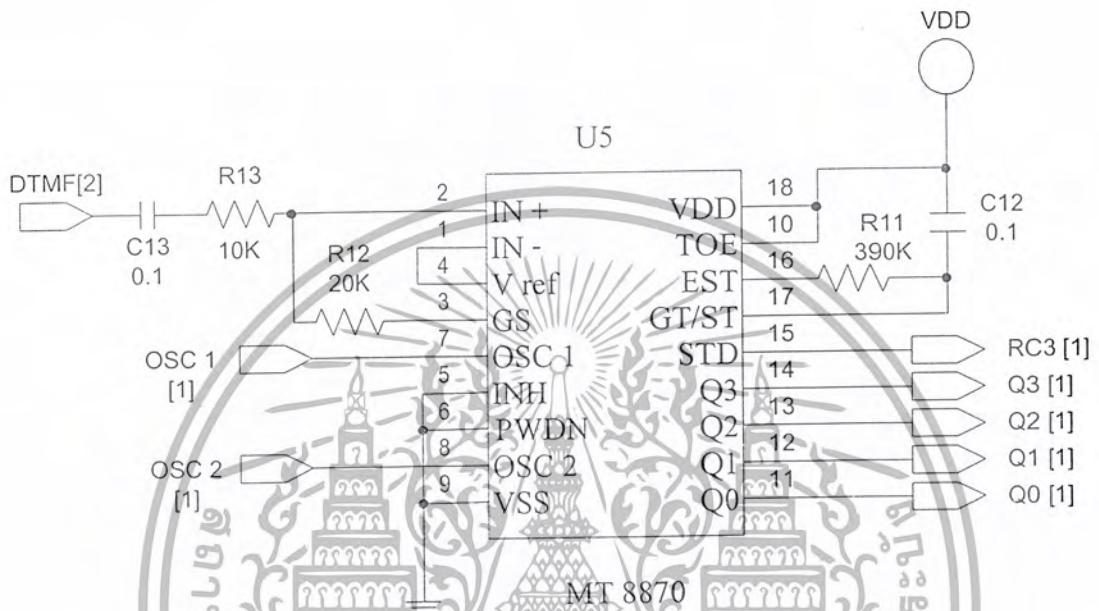 VDD
U5
DTMF[2]
C13
0.1
R13
10K
R12
20K
2
1
4
3
7
5
6
8
9
IN+
IN -
V ref
GS
OSC 1
INH
PWDN
OSC 2
VSS
OSC 1
[1]
OSC 2
[1]
VDD
TOE
EST
GT/ST
STD
Q3
Q2
Q1
Q0
18
10
16
17
15
14
13
12
11
R11
390K
C12
0.1
RC3 [1]
Q3 [1]
Q2 [1]
Q1 [1]
Q0 [1]
MT 8870